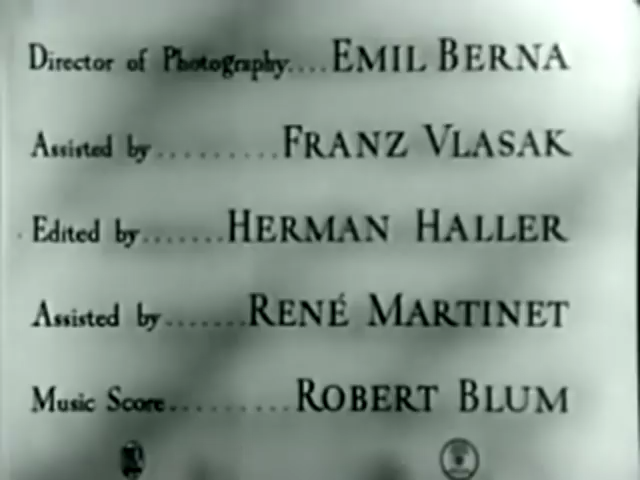 Director of Photography....EMIL BERNA
Assisted by.........FRANZ VLASAK
Edited by.......HERMAN HALLER
Assisted by.......RENÉ MARTINET
Music Score.........ROBERT BLUM